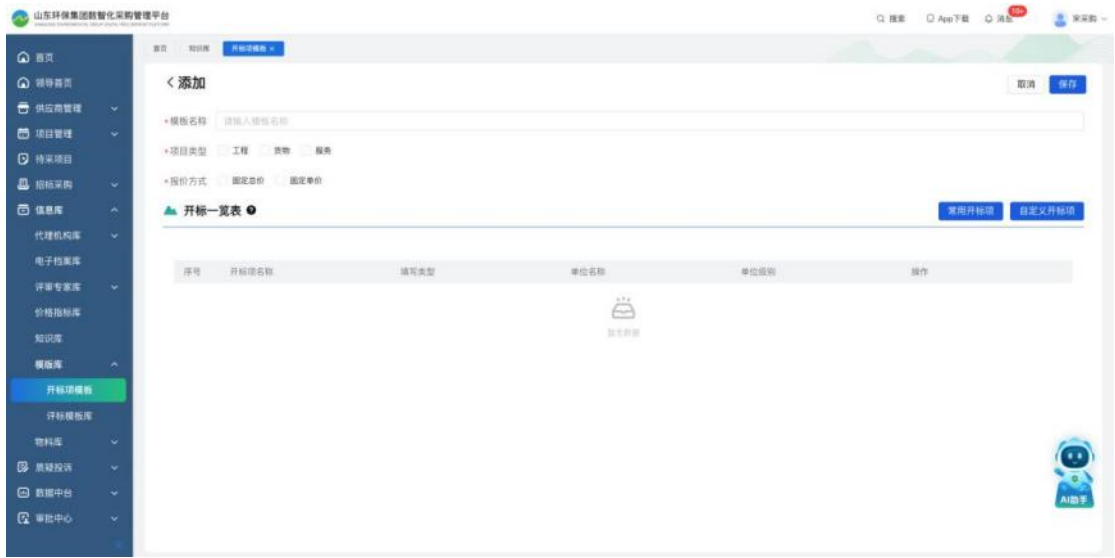 山东环保集团数智化采购管理平台
搜索
App下载
消息
10+
宋采购
首页
知识库
开标项模板 ×
首页
领导首页
供应商管理
项目管理
待采项目
招标采购
信息库
代理机构库
电子档案库
评审专家库
价格指标库
知识库
模版库
开标项模板
评标模板库
物料库
质疑投诉
数据中台
审批中心
添加
取消
保存
*模板名称 请输入模板名称
*项目类型 工程 货物 服务
*报价方式 固定总价 固定单价
开标一览表
常用开标项
自定义开标项
序号 开标项名称 填写类型 单位名称 单位级别 操作
暂无数据
AI助手